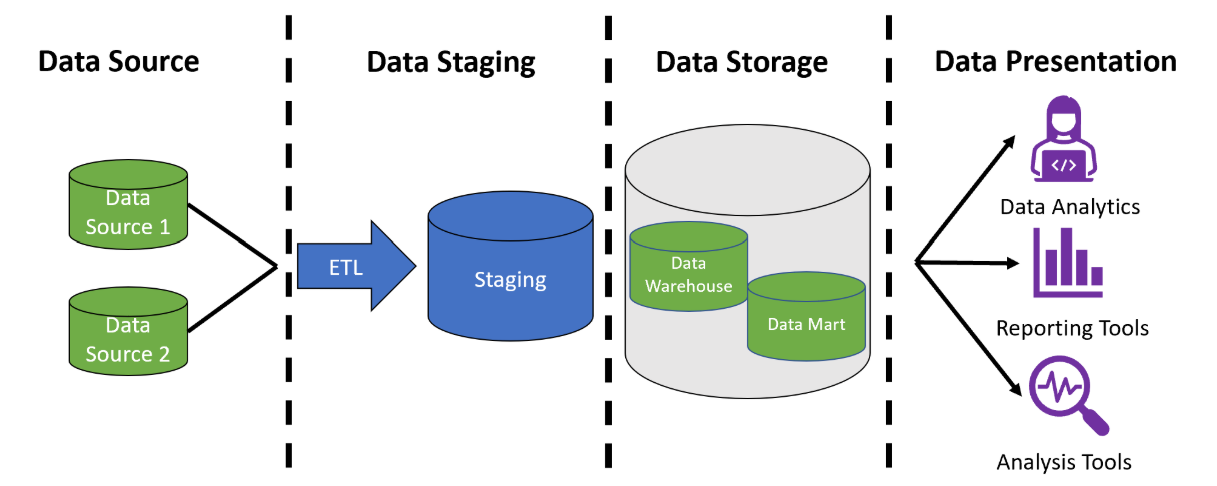 Data Source
Data Staging
Data Storage
Data Presentation
Data
Source 1
Data
Source 2
ETL
Staging
Data
Warehouse
Data Mart
</>
Data Analytics
Reporting Tools
Analysis Tools